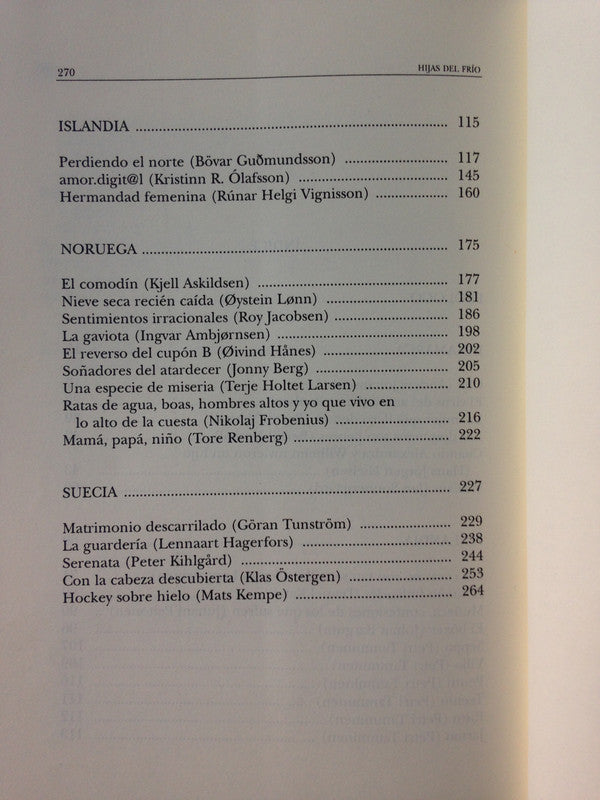 270 HIJAS DEL FRÍO
ISLANDIA ........ 115
Perdiendo el norte (Bövar Guðmundsson) ........ 117
amor.digit@l (Kristinn R. Ólafsson) ........ 145
Hermandad femenina (Rúnar Helgi Vignisson) ........ 160
NORUEGA ........ 175
El comodín (Kjell Askildsen) ........ 177
Nieve seca recién caída (Øystein Lønn) ........ 181
Sentimientos irracionales (Roy Jacobsen) ........ 186
La gaviota (Ingvar Ambjørnsen) ........ 198
El reverso del cupón B (Øivind Hånes) ........ 202
Soñadores del atardecer (Jonny Berg) ........ 205
Una especie de miseria (Terje Holtet Larsen) ........ 210
Ratas de agua, boas, hombres altos y yo que vivo en
lo alto de la cuesta (Nikolaj Frobenius) ........ 216
Mamá, papá, niño (Tore Renberg) ........ 222
SUECIA ........ 227
Matrimonio descarrilado (Göran Tunström) ........ 229
La guardería (Lennaart Hagerfors) ........ 238
Serenata (Peter Kihlgård) ........ 244
Con la cabeza descubierta (Klas Östergen) ........ 253
Hockey sobre hielo (Mats Kempe) ........ 264